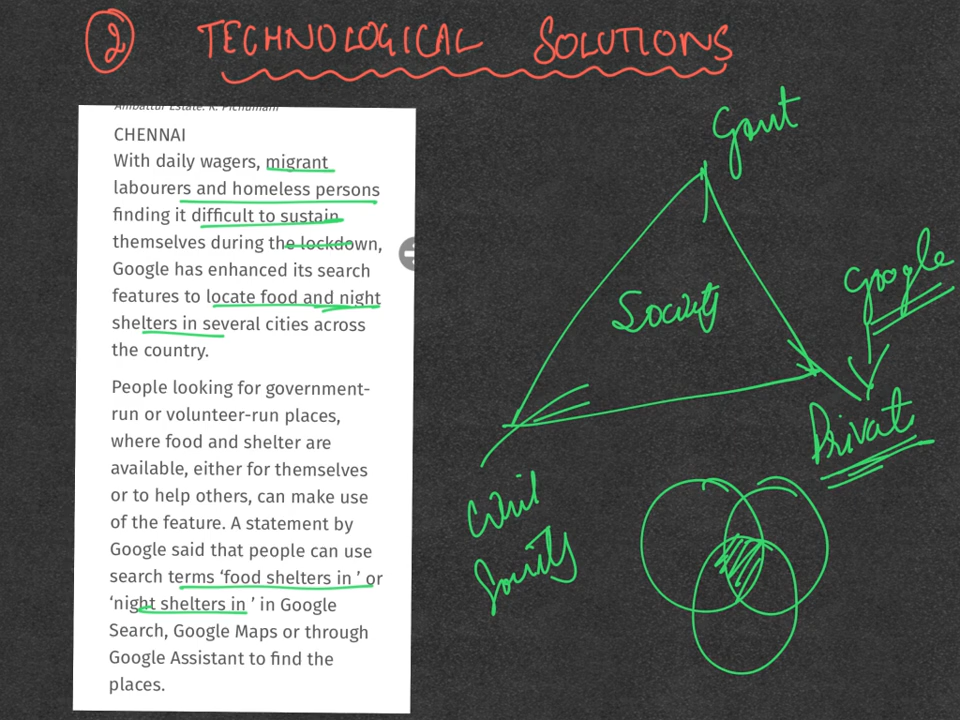 2 TECHNOLOGICAL SOLUTIONS
Ambattur Estate. K. Pichumani
CHENNAI
With daily wagers, migrant
labourers and homeless persons
finding it difficult to sustain
themselves during the lockdown,
Google has enhanced its search
features to locate food and night
shelters in several cities across
the country.
People looking for government-
run or volunteer-run places,
where food and shelter are
available, either for themselves
or to help others, can make use
of the feature. A statement by
Google said that people can use
search terms ‘food shelters in ’ or
‘night shelters in ’ in Google
Search, Google Maps or through
Google Assistant to find the
places.
Govt
Society
Google
Privat
Civil
Society